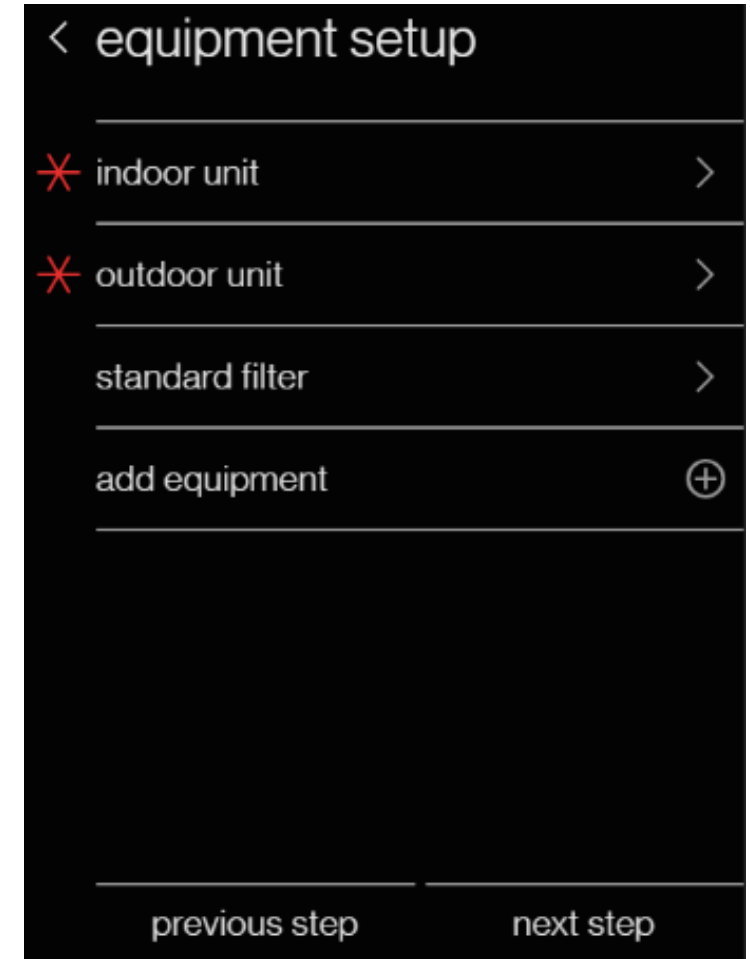 equipment setup
indoor unit
outdoor unit
standard filter
add equipment
previous step next step